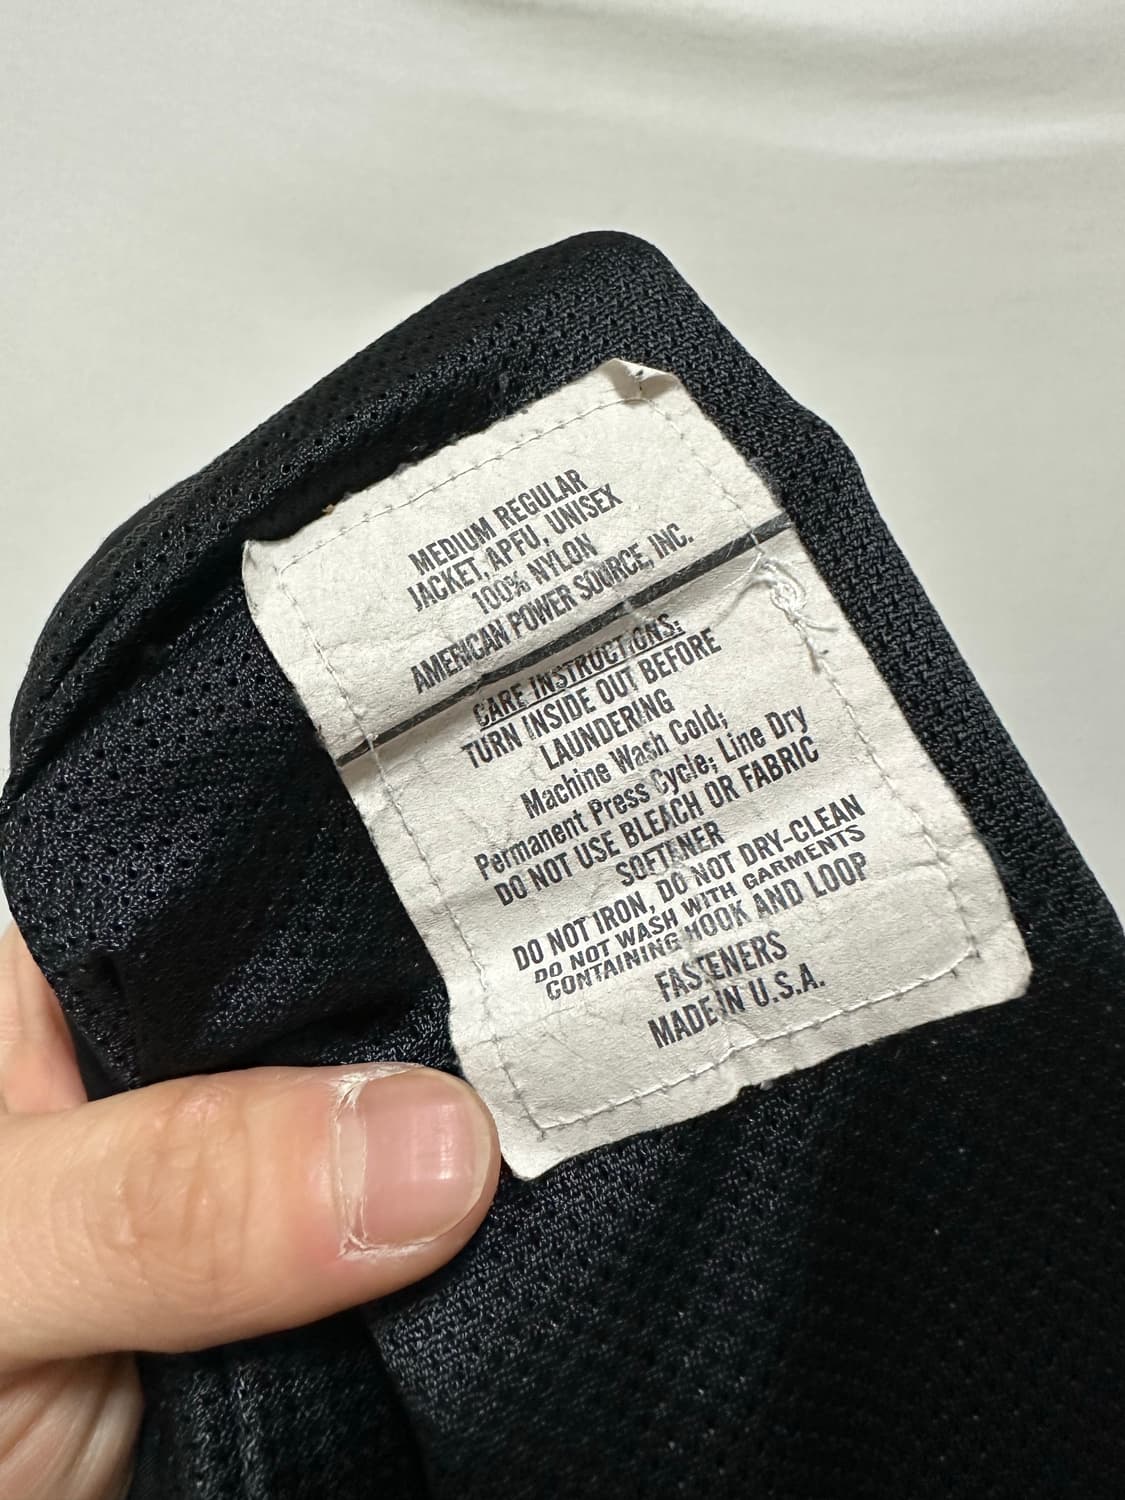 MEDIUM REGULAR
JACKET, APFU, UNISEX
100% NYLON
AMERICAN POWER SOURCE, INC.
CARE INSTRUCTIONS:
TURN INSIDE OUT BEFORE
LAUNDERING
Machine Wash Cold,
Permanent Press Cycle; Line Dry
DO NOT USE BLEACH OR FABRIC
SOFTENER
DO NOT IRON, DO NOT DRY-CLEAN
DO NOT WASH WITH GARMENTS
CONTAINING HOOK AND LOOP
FASTENERS
MADE IN U.S.A.